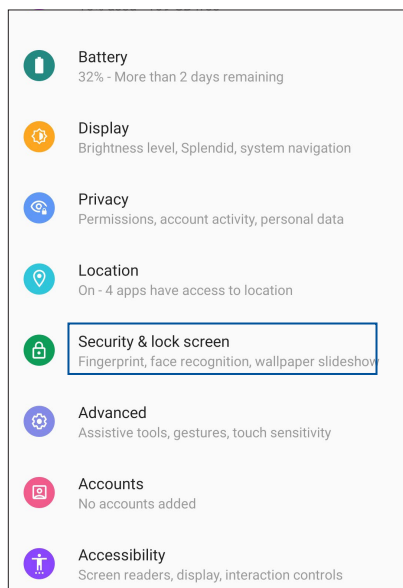 Battery
32% - More than 2 days remaining
Display
Brightness level, Splendid, system navigation
Privacy
Permissions, account activity, personal data
Location
On - 4 apps have access to location
Security & lock screen
Fingerprint, face recognition, wallpaper slideshow
Advanced
Assistive tools, gestures, touch sensitivity
Accounts
No accounts added
Accessibility
Screen readers, display, interaction controls